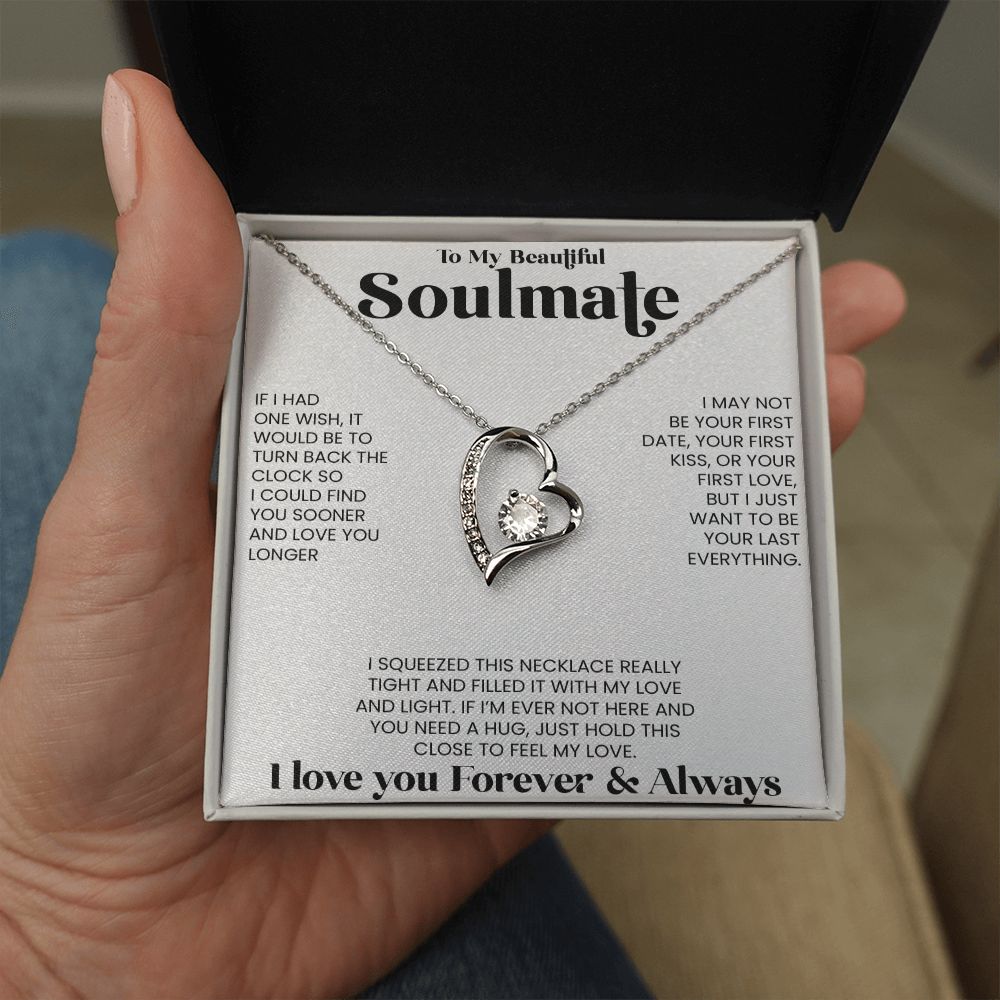 To My Beautiful
Soulmate
IF I HAD
ONE WISH, IT
WOULD BE TO
TURN BACK THE
CLOCK SO
I COULD FIND
YOU SOONER
AND LOVE YOU
LONGER
I MAY NOT
BE YOUR FIRST
DATE, YOUR FIRST
KISS, OR YOUR
FIRST LOVE,
BUT I JUST
WANT TO BE
YOUR LAST
EVERYTHING.
I SQUEEZED THIS NECKLACE REALLY
TIGHT AND FILLED IT WITH MY LOVE
AND LIGHT. IF I'M EVER NOT HERE AND
YOU NEED A HUG, JUST HOLD THIS
CLOSE TO FEEL MY LOVE.
I love you Forever & Always